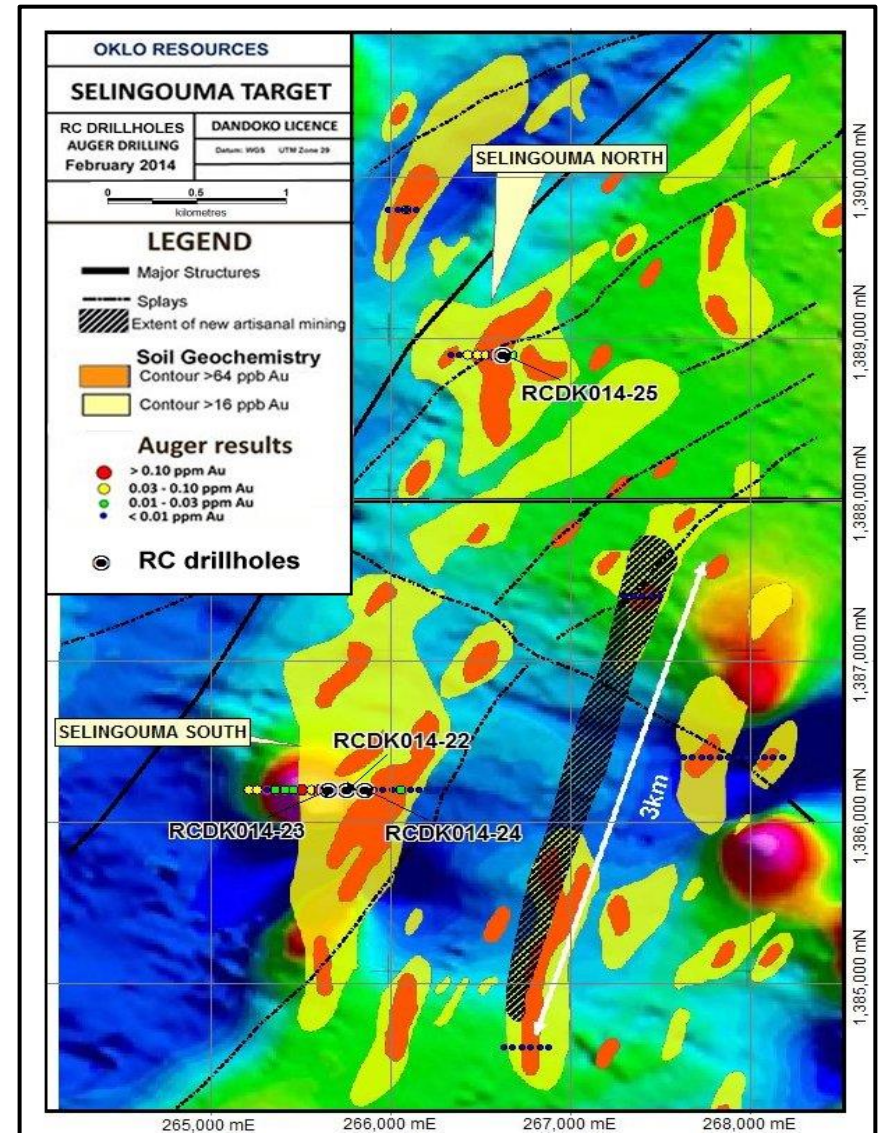 OKLO RESOURCES
SELINGOUMA TARGET
RC DRILLHOLES
AUGER DRILLING
February 2014
DANDOKO LICENCE
Datum: WGS UTM Zone 29
0 0.5 1
kilometres
LEGEND
Major Structures
Splays
Extent of new artisanal mining
Soil Geochemistry
Contour >64 ppb Au
Contour >16 ppb Au
Auger results
> 0.10 ppm Au
0.03 - 0.10 ppm Au
0.01 - 0.03 ppm Au
< 0.01 ppm Au
RC drillholes
SELINGOUMA NORTH
RCDK014-25
SELINGOUMA SOUTH
RCDK014-22
RCDK014-23
RCDK014-24
3km
1,390,000 mN
1,389,000 mN
1,388,000 mN
1,387,000 mN
1,386,000 mN
1,385,000 mN
265,000 mE
266,000 mE
267,000 mE
268,000 mE